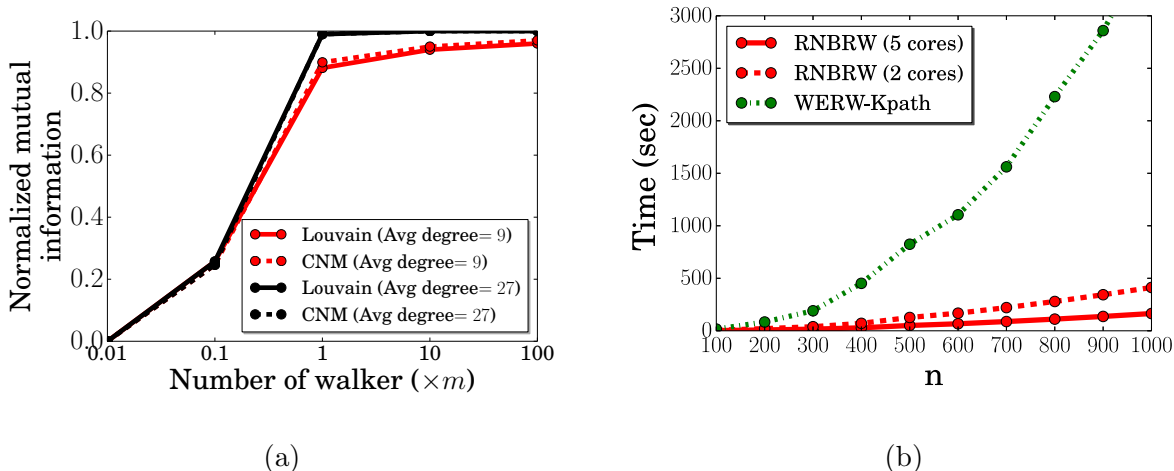 1.0
0.8
0.6
0.4
0.2
0.0
0.01
0.1
1
10
100
Normalized mutual
information
Number of walker (×m)
Louvain (Avg degree= 9)
CNM (Avg degree= 9)
Louvain (Avg degree= 27)
CNM (Avg degree= 27)
(a)
3000
2500
2000
1500
1000
500
0
100
200
300
400
500
600
700
800
900
1000
Time (sec)
n
RNBRW (5 cores)
RNBRW (2 cores)
WERW-Kpath
(b)